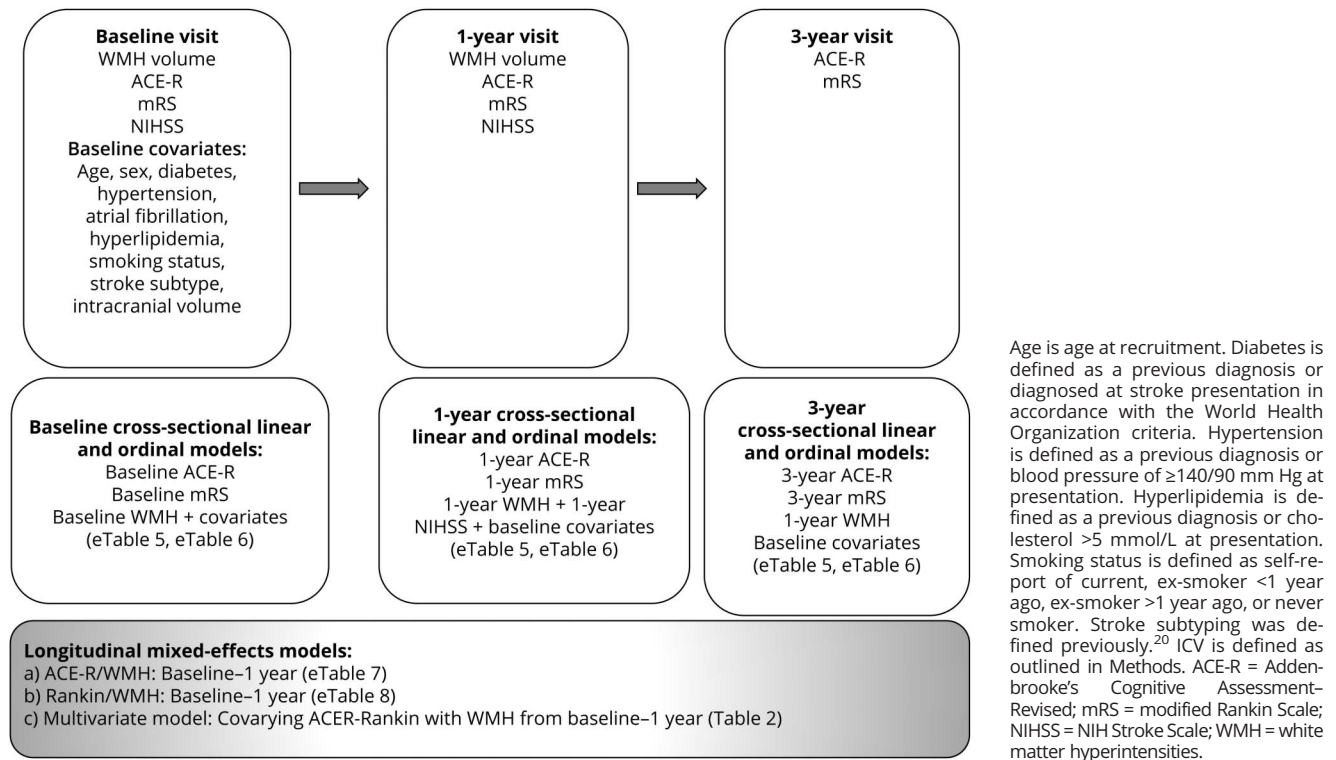 Baseline visit
WMH volume
ACE-R
mRS
NIHSS
Baseline covariates:
Age, sex, diabetes,
hypertension,
atrial fibrillation,
hyperlipidemia,
smoking status,
stroke subtype,
intracranial volume
1-year visit
WMH volume
ACE-R
mRS
NIHSS
3-year visit
ACE-R
mRS
Baseline cross-sectional linear
and ordinal models:
Baseline ACE-R
Baseline mRS
Baseline WMH + covariates
(eTable 5, eTable 6)
1-year cross-sectional
linear and ordinal models:
1-year ACE-R
1-year mRS
1-year WMH + 1-year
NIHSS + baseline covariates
(eTable 5, eTable 6)
3-year
cross-sectional linear
and ordinal models:
3-year ACE-R
3-year mRS
1-year WMH
Baseline covariates
(eTable 5, eTable 6)
Longitudinal mixed-effects models:
a) ACE-R/WMH: Baseline–1 year (eTable 7)
b) Rankin/WMH: Baseline–1 year (eTable 8)
c) Multivariate model: Covarying ACER-Rankin with WMH from baseline–1 year (Table 2)
Age is age at recruitment. Diabetes is
defined as a previous diagnosis or
diagnosed at stroke presentation in
accordance with the World Health
Organization criteria. Hypertension
is defined as a previous diagnosis or
blood pressure of ≥140/90 mm Hg at
presentation. Hyperlipidemia is de-
fined as a previous diagnosis or cho-
lesterol >5 mmol/L at presentation.
Smoking status is defined as self-re-
port of current, ex-smoker <1 year
ago, ex-smoker >1 year ago, or never
smoker. Stroke subtyping was de-
fined previously.20 ICV is defined as
outlined in Methods. ACE-R = Adden-
brooke's Cognitive Assessment–
Revised; mRS = modified Rankin Scale;
NIHSS = NIH Stroke Scale; WMH = white
matter hyperintensities.